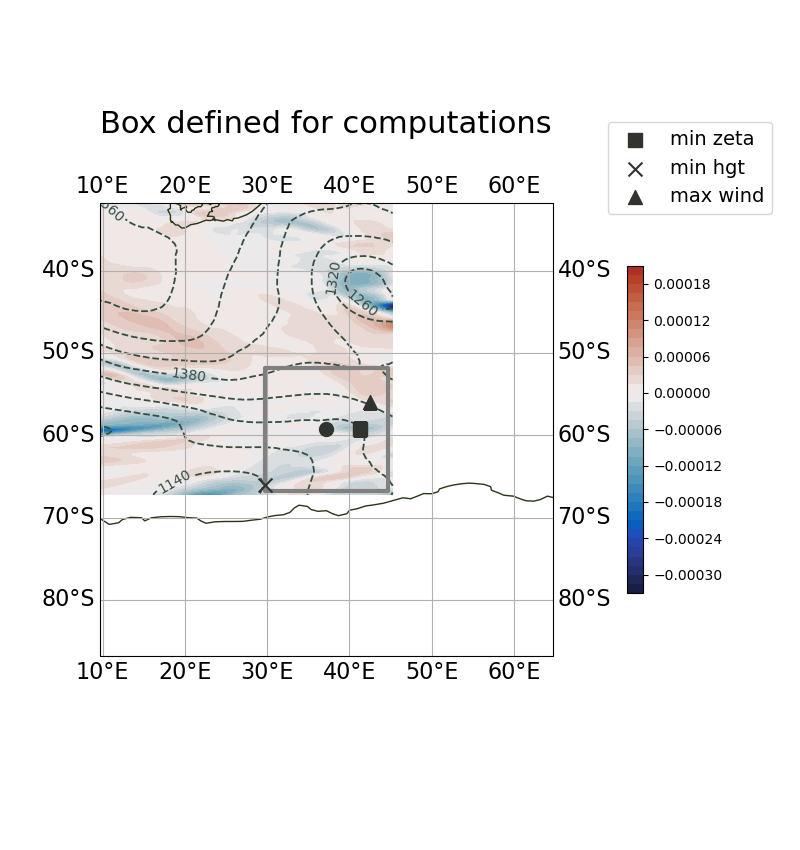 Box defined for computations
min zeta
min hgt
max wind
10°E 20°E 30°E 40°E 50°E 60°E
40°S 40°S
50°S 50°S
60°S 60°S
70°S 70°S
80°S 80°S
10°E 20°E 30°E 40°E 50°E 60°E
1320
1260
1380
1140
0.00018
0.00012
0.00006
0.00000
−0.00006
−0.00012
−0.00018
−0.00024
−0.00030